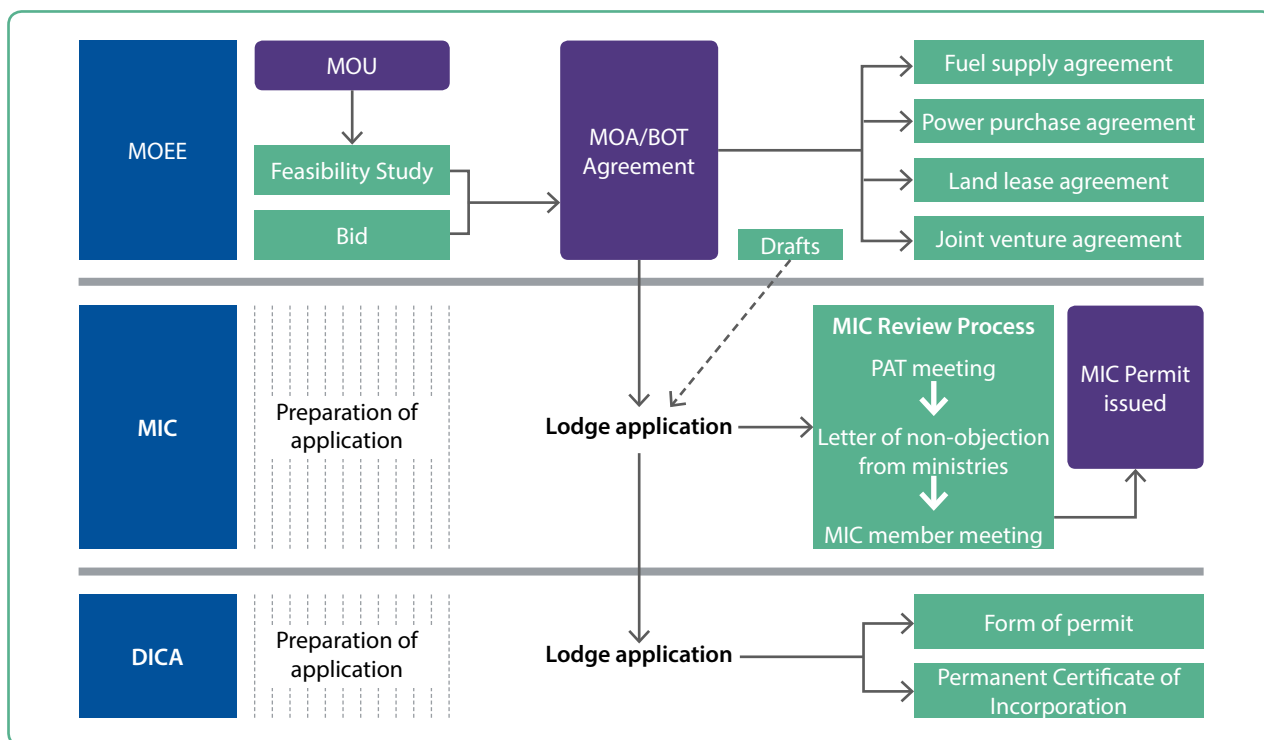 MOEE
MOU
Feasibility Study
Bid
MOA/BOT
Agreement
Fuel supply agreement
Power purchase agreement
Land lease agreement
Joint venture agreement
Drafts
MIC
Preparation of
application
Lodge application
MIC Review Process
PAT meeting
Letter of non-objection
from ministries
MIC member meeting
MIC Permit
issued
DICA
Preparation of
application
Lodge application
Form of permit
Permanent Certificate of
Incorporation